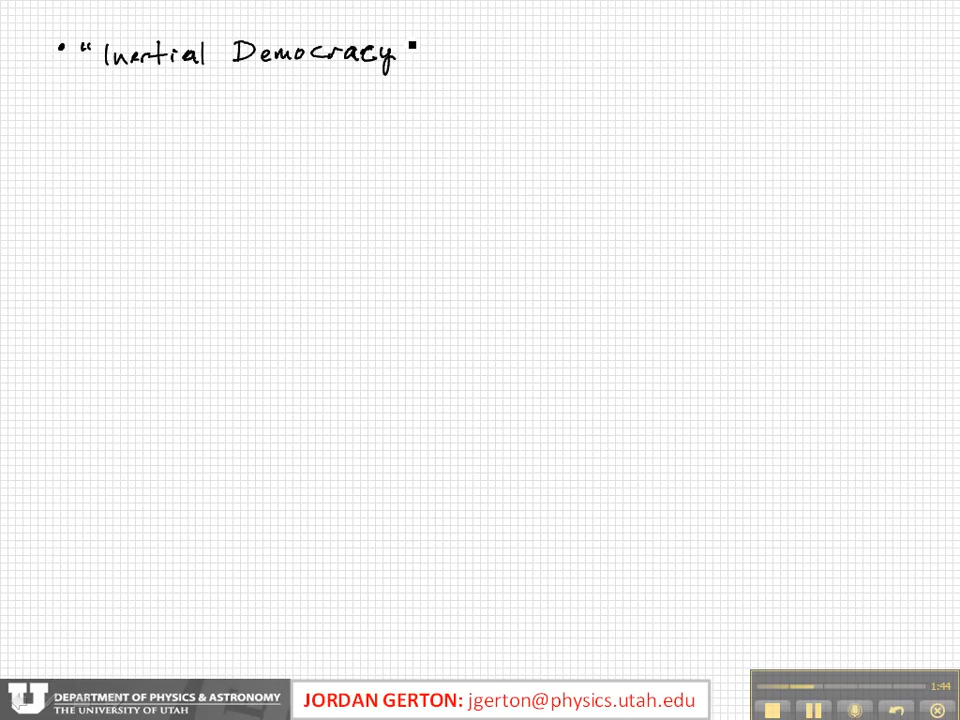 • “Inertial Democracy"
DEPARTMENT OF PHYSICS & ASTRONOMY
THE UNIVERSITY OF UTAH
JORDAN GERTON: jgerton@physics.utah.edu
1:44